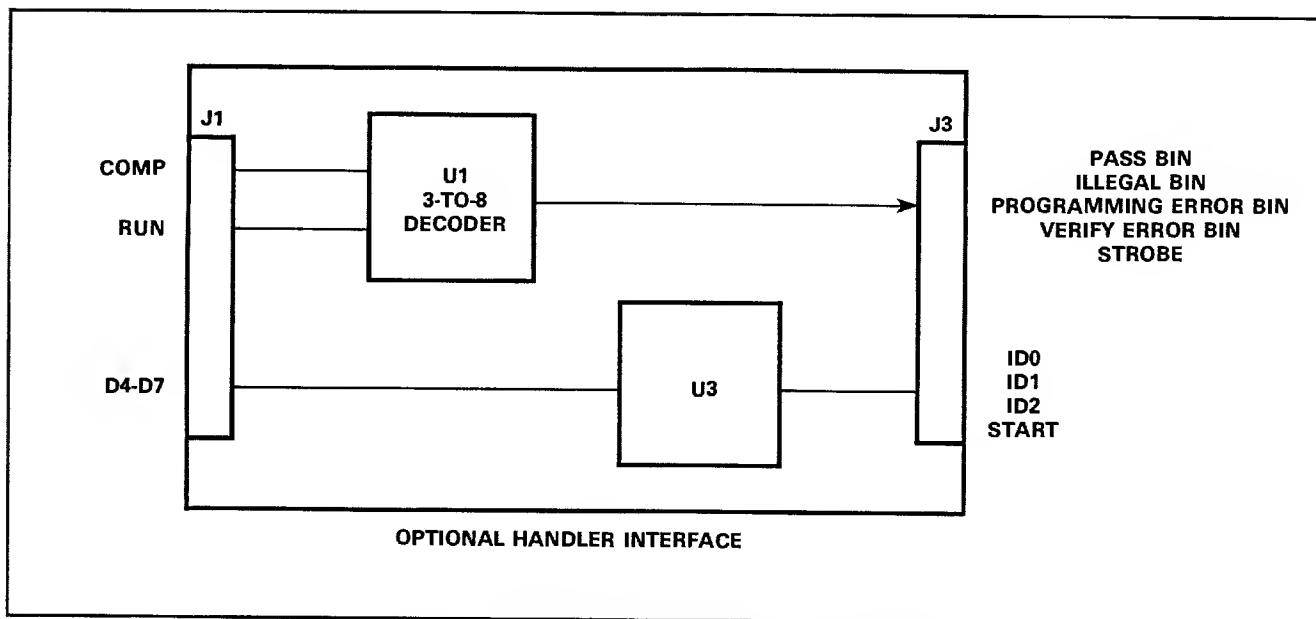 J1
COMP
RUN
D4-D7
U1
3-TO-8
DECODER
U3
J3
PASS BIN
ILLEGAL BIN
PROGRAMMING ERROR BIN
VERIFY ERROR BIN
STROBE
ID0
ID1
ID2
START
OPTIONAL HANDLER INTERFACE